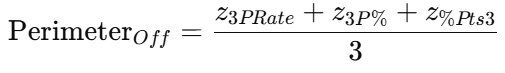 Perimeter_{Off} = \frac{z_{3PRate} + z_{3P\%} + z_{\%Pts3}}{3}